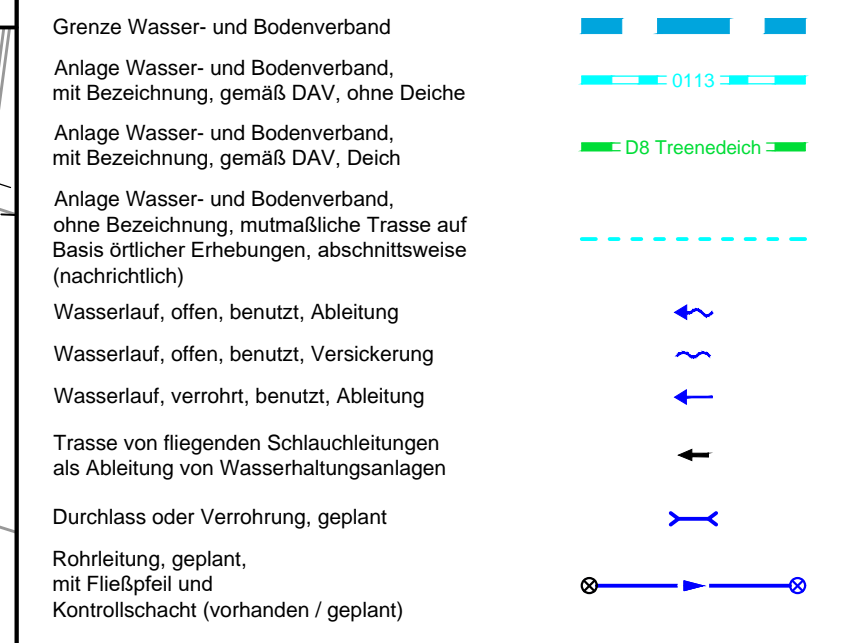 Grenze Wasser- und Bodenverband
Anlage Wasser- und Bodenverband,
mit Bezeichnung, gemäß DAV, ohne Deiche
0113
Anlage Wasser- und Bodenverband,
mit Bezeichnung, gemäß DAV, Deich
D8 Treenedeich
Anlage Wasser- und Bodenverband,
ohne Bezeichnung, mutmaßliche Trasse auf
Basis örtlicher Erhebungen, abschnittsweise
(nachrichtlich)
Wasserlauf, offen, benutzt, Ableitung
Wasserlauf, offen, benutzt, Versickerung
Wasserlauf, verrohrt, benutzt, Ableitung
Trasse von fliegenden Schlauchleitungen
als Ableitung von Wasserhaltungsanlagen
Durchlass oder Verrohrung, geplant
Rohrleitung, geplant,
mit Fließpfeil und
Kontrollschacht (vorhanden / geplant)